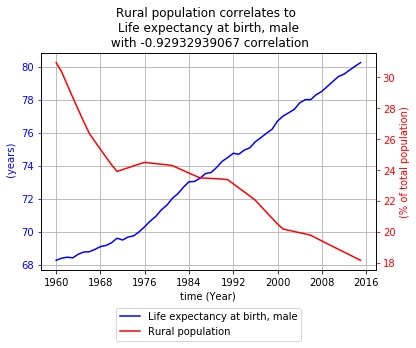 Rural population correlates to
Life expectancy at birth, male
with -0.92932939067 correlation
80
78
76
74
72
70
68
(years)
30
28
26
24
22
20
18
(% of total population)
1960 1968 1976 1984 1992 2000 2008 2016
time (Year)
Life expectancy at birth, male
Rural population